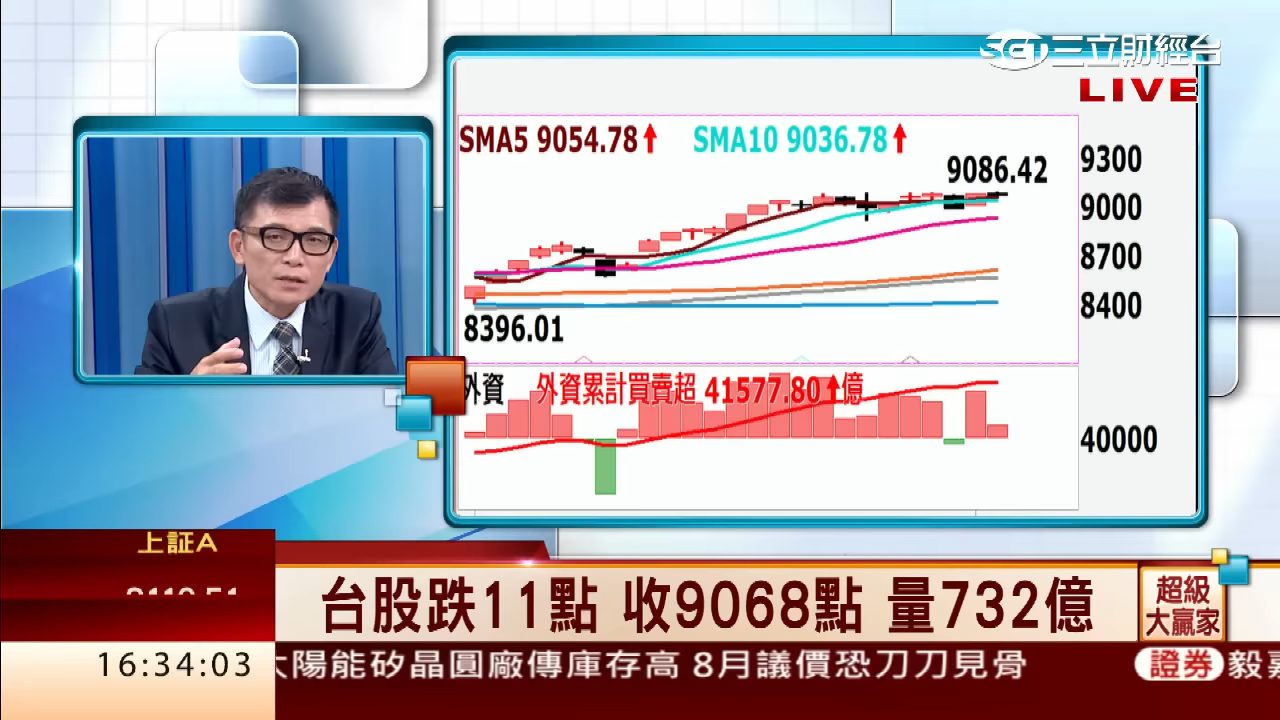 SET三立財經台
LIVE
SMA5 9054.78↑ SMA10 9036.78↑
9086.42
9300
9000
8700
8400
8396.01
外資 外資累計買賣超 41577.80↑億
40000
上証A
台股跌11點 收9068點 量732億
超級
大贏家
16:34:03
太陽能矽晶圓廠傳庫存高 8月議價恐刀刀見骨
證券 毅嘉